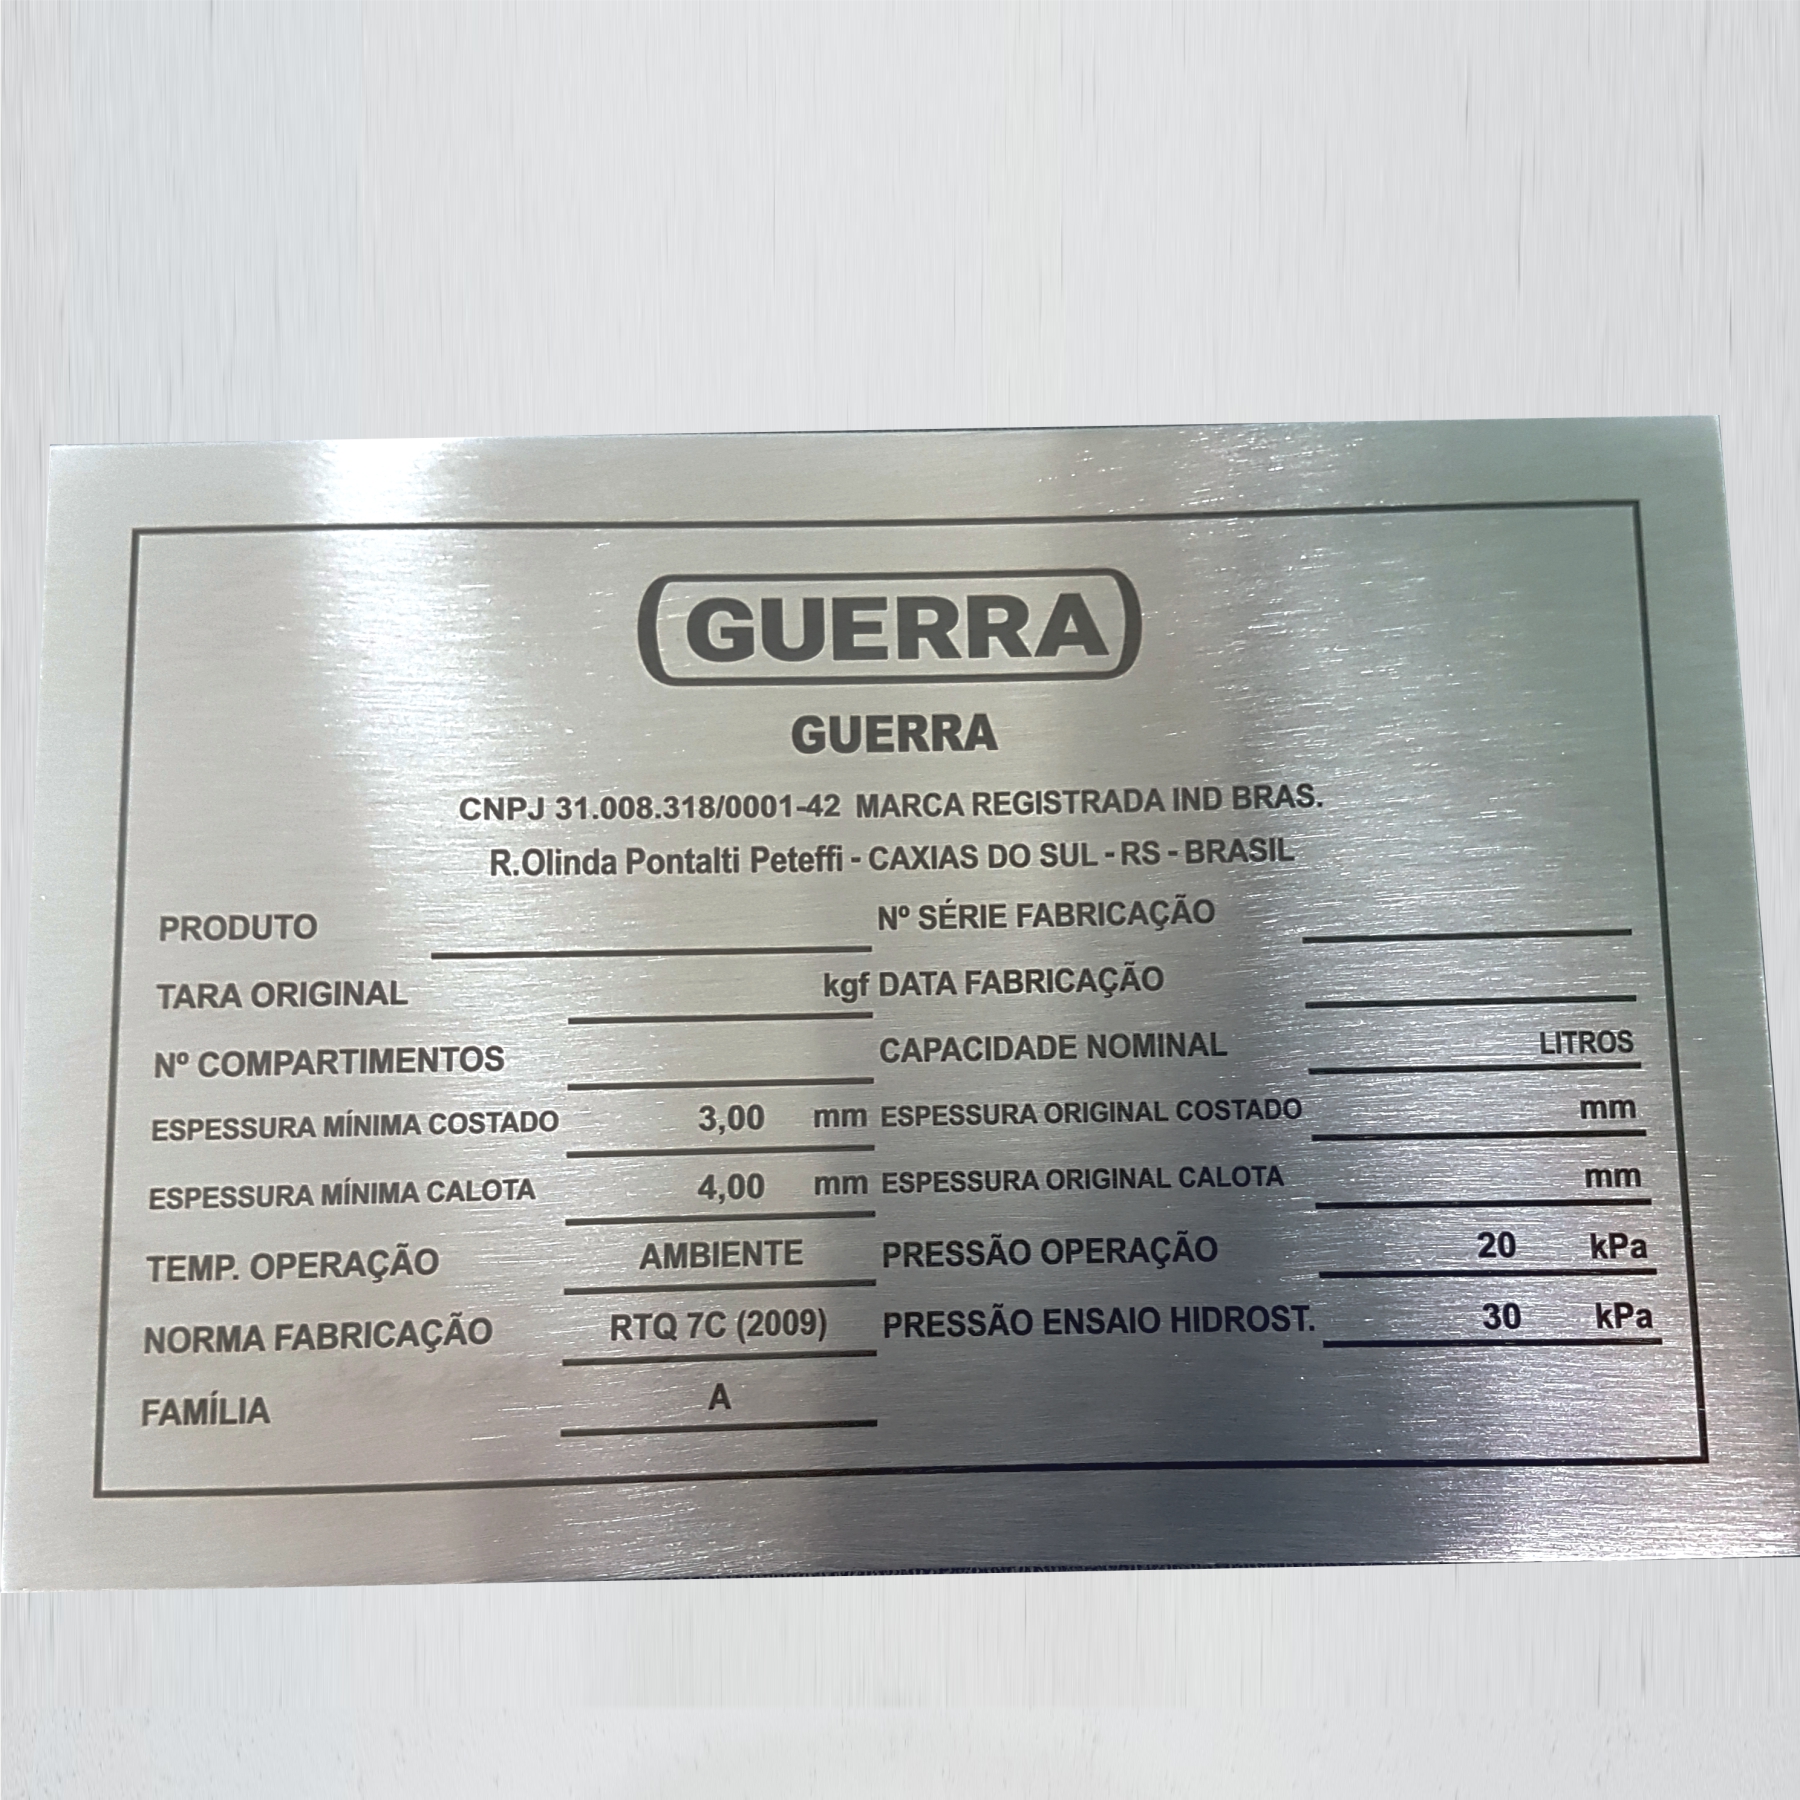 GUERRA
GUERRA
CNPJ 31.008.318/0001-42 MARCA REGISTRADA IND BRAS.
R.Olinda Pontalti Peteffi - CAXIAS DO SUL - RS - BRASIL
PRODUTO Nº SÉRIE FABRICAÇÃO
TARA ORIGINAL kgf DATA FABRICAÇÃO
Nº COMPARTIMENTOS CAPACIDADE NOMINAL LITROS
ESPESSURA MÍNIMA COSTADO 3,00 mm ESPESSURA ORIGINAL COSTADO mm
ESPESSURA MÍNIMA CALOTA 4,00 mm ESPESSURA ORIGINAL CALOTA mm
TEMP. OPERAÇÃO AMBIENTE PRESSÃO OPERAÇÃO 20 kPa
NORMA FABRICAÇÃO RTQ 7C (2009) PRESSÃO ENSAIO HIDROST. 30 kPa
FAMÍLIA A